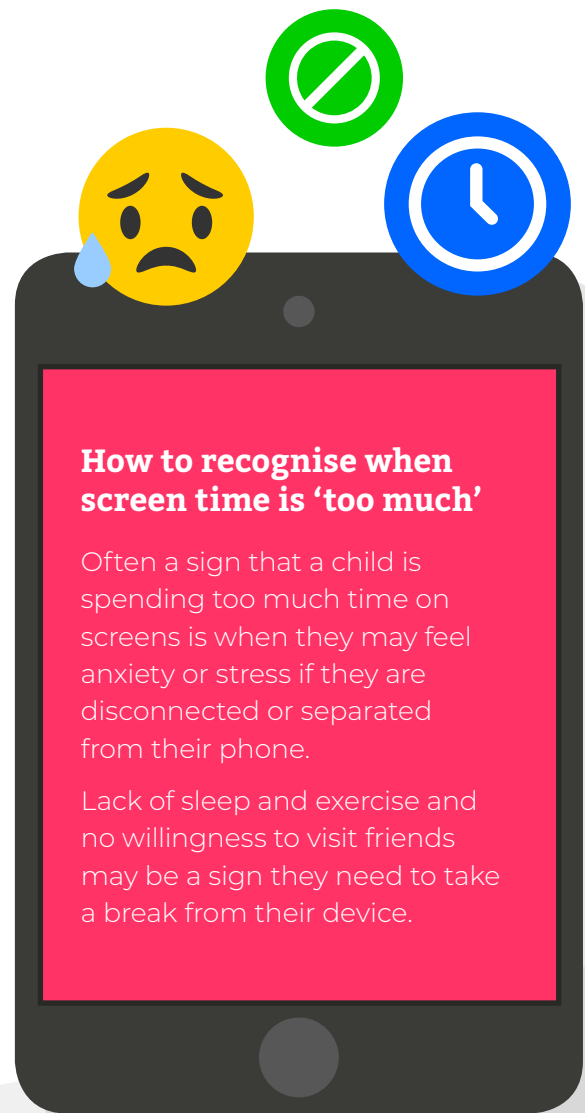 How to recognise when
screen time is ‘too much’
Often a sign that a child is
spending too much time on
screens is when they may feel
anxiety or stress if they are
disconnected or separated
from their phone.
Lack of sleep and exercise and
no willingness to visit friends
may be a sign they need to take
a break from their device.